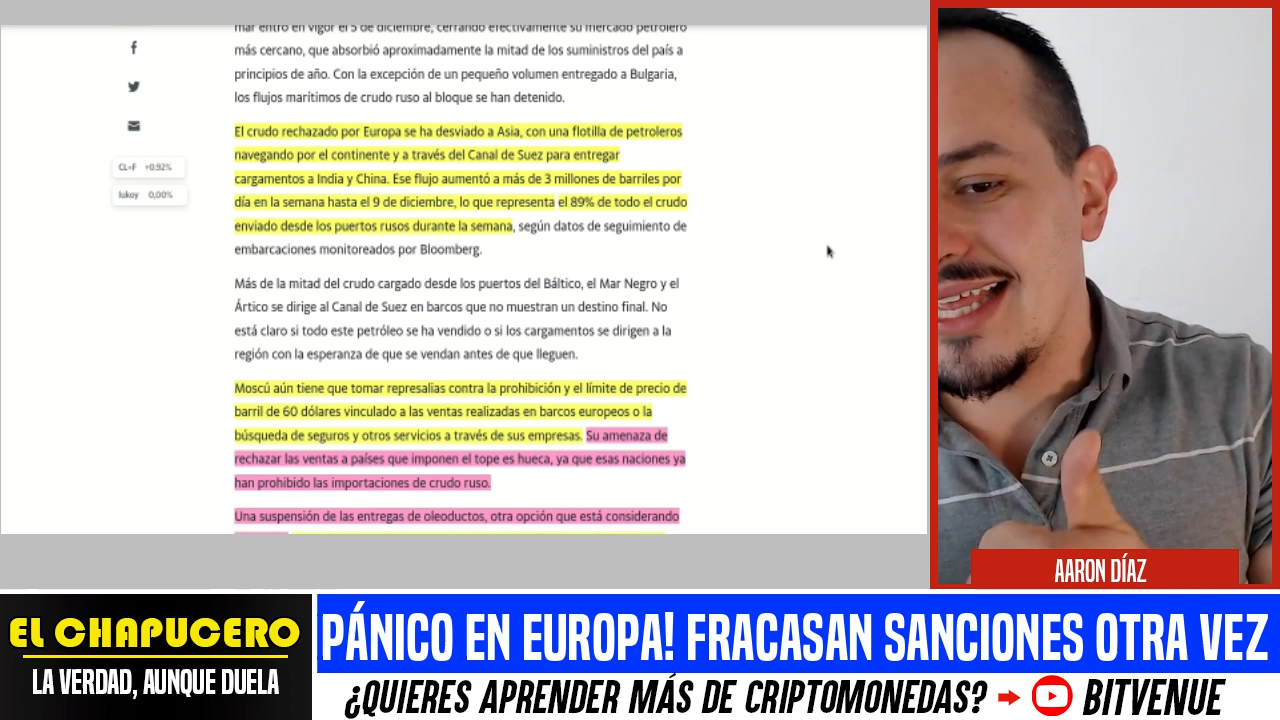 mar entró en vigor el 5 de diciembre, cerrando efectivamente su mercado petrolero
más cercano, que absorbió aproximadamente la mitad de los suministros del país a
principios de año. Con la excepción de un pequeño volumen entregado a Bulgaria,
los flujos marítimos de crudo ruso al bloque se han detenido.
El crudo rechazado por Europa se ha desviado a Asia, con una flotilla de petroleros
navegando por el continente y a través del Canal de Suez para entregar
cargamentos a India y China. Ese flujo aumentó a más de 3 millones de barriles por
día en la semana hasta el 9 de diciembre, lo que representa el 89% de todo el crudo
enviado desde los puertos rusos durante la semana, según datos de seguimiento de
embarcaciones monitoreados por Bloomberg.
CL=F +0.92%
lukoy 0,00%
Más de la mitad del crudo cargado desde los puertos del Báltico, el Mar Negro y el
Ártico se dirige al Canal de Suez en barcos que no muestran un destino final. No
está claro si todo este petróleo se ha vendido o si los cargamentos se dirigen a la
región con la esperanza de que se vendan antes de que lleguen.
Moscú aún tiene que tomar represalias contra la prohibición y el límite de precio de
barril de 60 dólares vinculado a las ventas realizadas en barcos europeos o la
búsqueda de seguros y otros servicios a través de sus empresas. Su amenaza de
rechazar las ventas a países que imponen el tope es hueca, ya que esas naciones ya
han prohibido las importaciones de crudo ruso.
Una suspensión de las entregas de oleoductos, otra opción que está considerando
AARON DÍAZ
EL CHAPUCERO
LA VERDAD, AUNQUE DUELA
PÁNICO EN EUROPA! FRACASAN SANCIONES OTRA VEZ
¿QUIERES APRENDER MÁS DE CRIPTOMONEDAS? BITVENUE